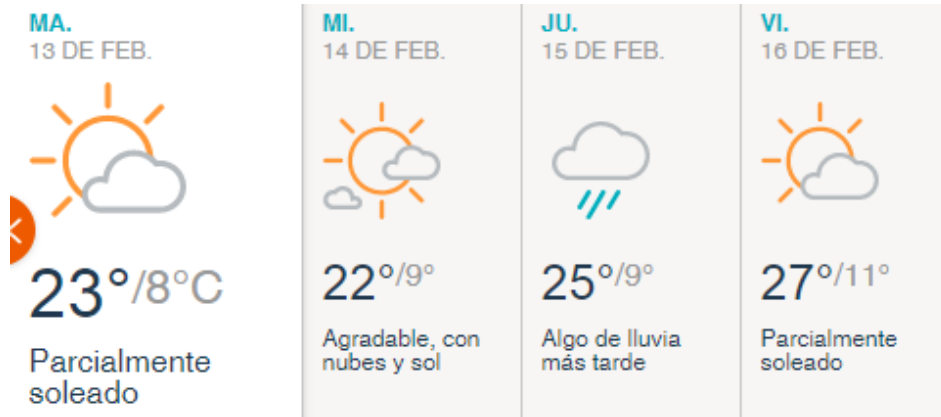 MA.
13 DE FEB.
23°/8°C
Parcialmente
soleado
MI.
14 DE FEB.
22°/9°
Agradable, con
nubes y sol
JU.
15 DE FEB.
25°/9°
Algo de lluvia
más tarde
VI.
16 DE FEB.
27°/11°
Parcialmente
soleado